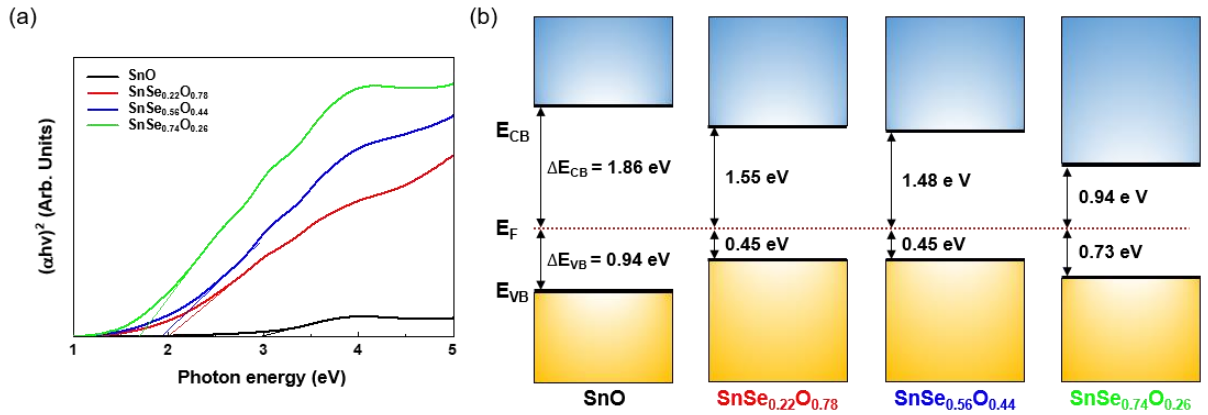 (a)
SnO
SnSe0.22O0.78
SnSe0.56O0.44
SnSe0.74O0.26
(αhν)2 (Arb. Units)
1 2 3 4 5
Photon energy (eV)
(b)
ECB
ΔECB = 1.86 eV
1.55 eV
1.48 e V
0.94 e V
EF
ΔEVB = 0.94 eV
0.45 eV
0.45 eV
0.73 eV
EVB
SnO
SnSe0.22O0.78
SnSe0.56O0.44
SnSe0.74O0.26